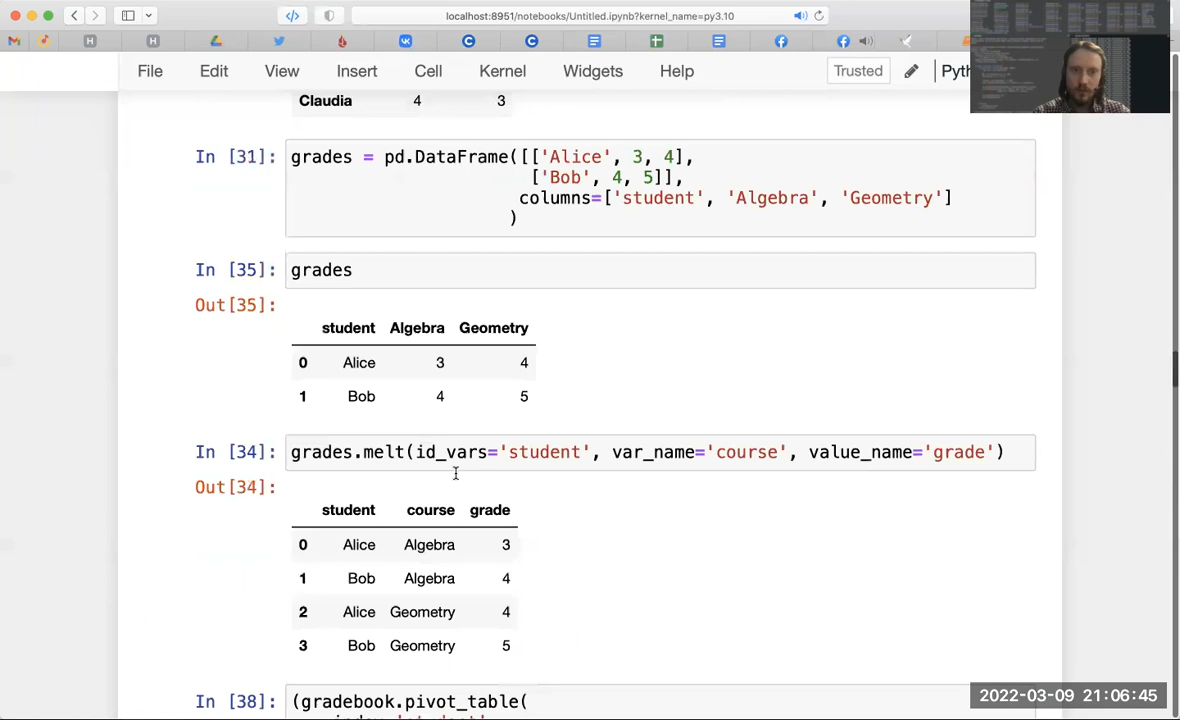 localhost:8951/notebooks/Untitled.ipynb?kernel_name=py3.10
File Edit View Insert Cell Kernel Widgets Help Trusted Pyth
Claudia 4 3
In [31]: grades = pd.DataFrame([['Alice', 3, 4],
['Bob', 4, 5]],
columns=['student', 'Algebra', 'Geometry']
)
In [35]: grades
Out[35]:
student Algebra Geometry
0 Alice 3 4
1 Bob 4 5
In [34]: grades.melt(id_vars='student', var_name='course', value_name='grade')
Out[34]:
student course grade
0 Alice Algebra 3
1 Bob Algebra 4
2 Alice Geometry 4
3 Bob Geometry 5
In [38]: (gradebook.pivot_table(
2022-03-09 21:06:45